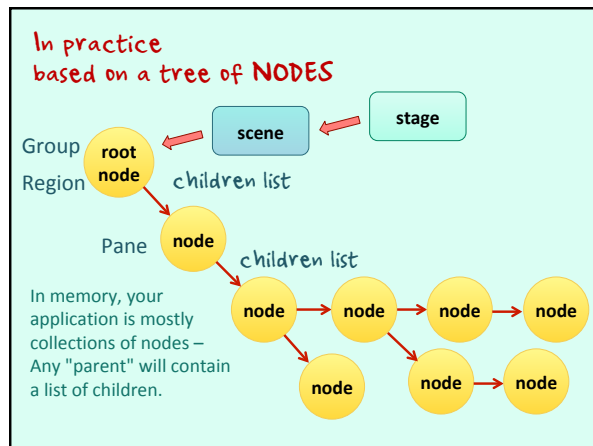 In practice
based on a tree of NODES
stage
scene
Group
root
node
Region
children list
Pane
node
children list
node
node
node
node
In memory, your
application is mostly
collections of nodes –
Any "parent" will contain
a list of children.
node
node
node